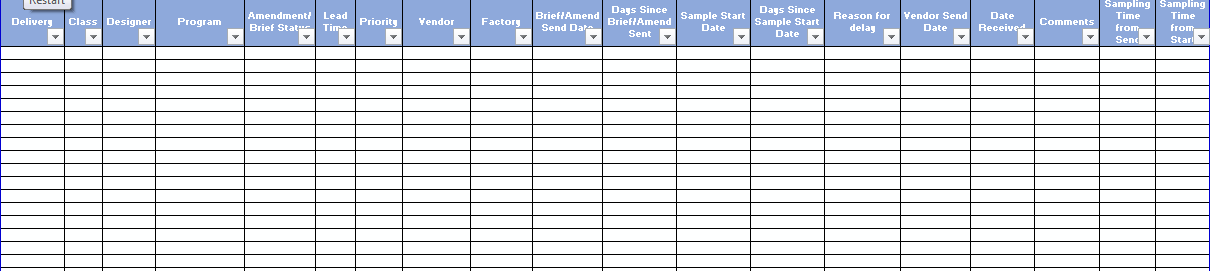 Restart
Delivery
Class
Designer
Program
Amendment/
Brief Status
Lead
Time
Priority
Vendor
Factory
Brief/Amend
Send Date
Days Since
Brief/Amend
Sent
Sample Start
Date
Days Since
Sample Start
Date
Reason for
delay
Vendor Send
Date
Date
Received
Comments
Sampling
Time
from
Send
Sampling
Time
from
Start